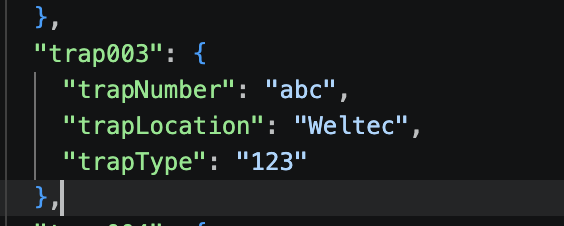 },
"trap003": {
"trapNumber": "abc",
"trapLocation": "Weltec",
"trapType": "123"
},